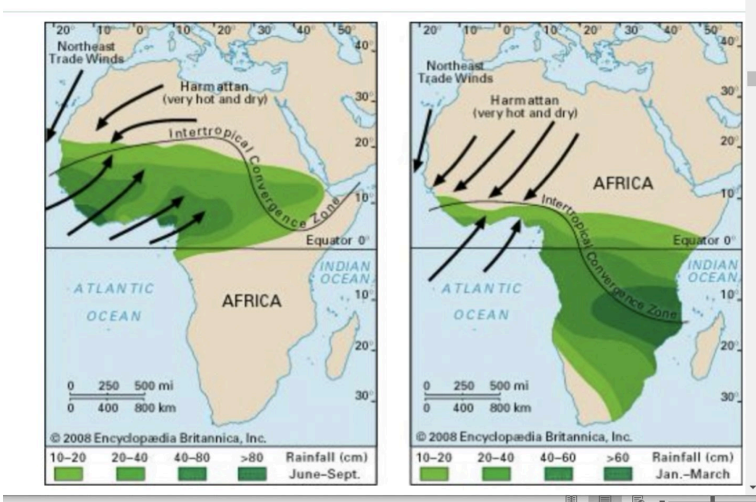 20° 10° 0° 10° 20° 30° 40° 50°
40°
Northeast
Trade Winds
30°
Harmattan
(very hot and dry)
Intertropical Convergence Zone
20°
10°
Equator 0°
INDIAN
OCEAN
ATLANTIC
OCEAN
AFRICA
10°
20°
0 250 500 mi
0 400 800 km
30°
© 2008 Encyclopædia Britannica, Inc.
10–20 20–40 40–80 >80 Rainfall (cm)
June–Sept.
20° 10° 0° 10° 20° 30° 40° 50°
40°
Northeast
Trade Winds
30°
Harmattan
(very hot and dry)
20°
AFRICA
10°
Intertropical Convergence Zone
Equator 0°
INDIAN
OCEAN
ATLANTIC
OCEAN
10°
20°
0 250 500 mi
0 400 800 km
30°
© 2008 Encyclopædia Britannica, Inc.
10–20 20–40 40–60 >60 Rainfall (cm)
Jan.–March